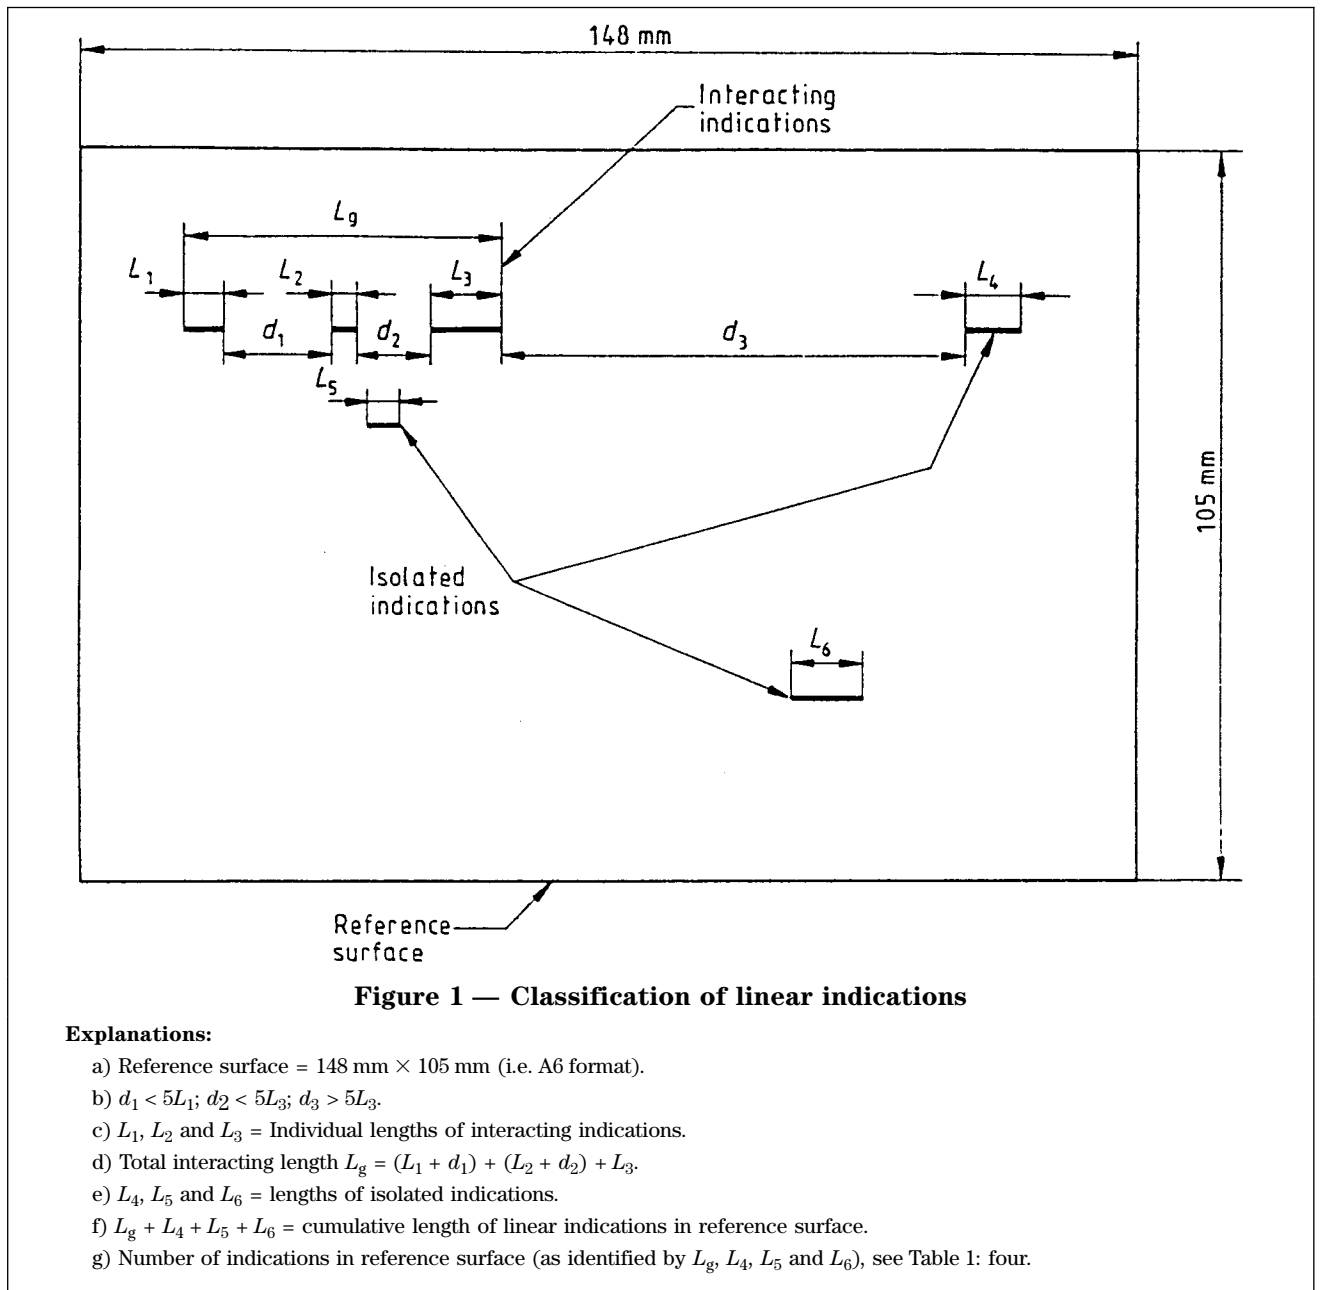 148 mm
Interacting
indications
Lg
L1
L2
L3
L4
d1
d2
d3
L5
105 mm
Isolated
indications
L6
Reference
surface
Figure 1 — Classification of linear indications
Explanations:
a) Reference surface = 148 mm × 105 mm (i.e. A6 format).
b) d1 < 5L1; d2 < 5L3; d3 > 5L3.
c) L1, L2 and L3 = Individual lengths of interacting indications.
d) Total interacting length Lg = (L1 + d1) + (L2 + d2) + L3.
e) L4, L5 and L6 = lengths of isolated indications.
f) Lg + L4 + L5 + L6 = cumulative length of linear indications in reference surface.
g) Number of indications in reference surface (as identified by Lg, L4, L5 and L6), see Table 1: four.